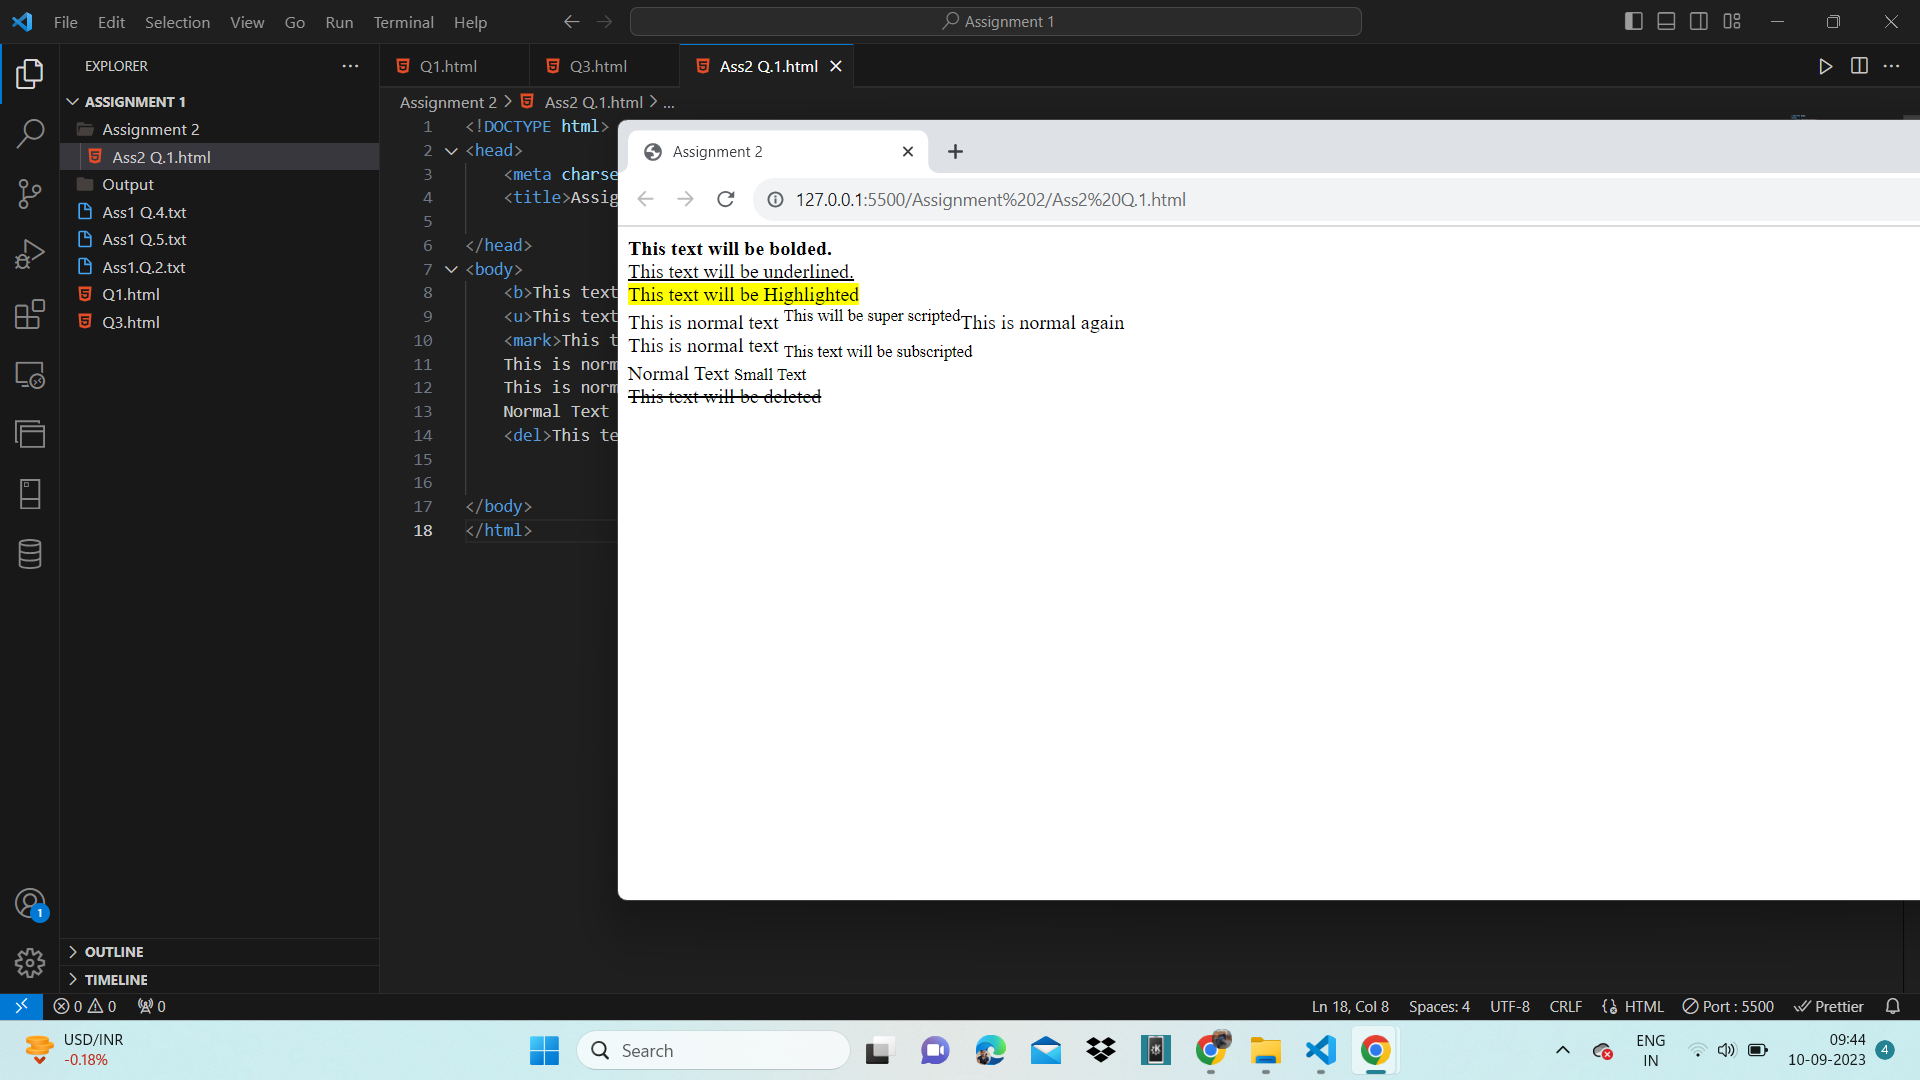 File Edit Selection View Go Run Terminal Help
Assignment 1
EXPLORER
ASSIGNMENT 1
Assignment 2
Ass2 Q.1.html
Output
Ass1 Q.4.txt
Ass1 Q.5.txt
Ass1.Q.2.txt
Q1.html
Q3.html
OUTLINE
TIMELINE
1
Q1.html Q3.html Ass2 Q.1.html
Assignment 2 > Ass2 Q.1.html > ...
1 <!DOCTYPE html>
2 <head>
3 <meta charse
4 <title>Assig
5
6 </head>
7 <body>
8 <b>This text
9 <u>This text
10 <mark>This t
11 This is norm
12 This is norm
13 Normal Text
14 <del>This te
15
16
17 </body>
18 </html>
Assignment 2
127.0.0.1:5500/Assignment%202/Ass2%20Q.1.html
This text will be bolded.
This text will be underlined.
This text will be Highlighted
This is normal text This will be super scriptedThis is normal again
This is normal text This text will be subscripted
Normal Text Small Text
This text will be deleted
0 0 0 Ln 18, Col 8 Spaces: 4 UTF-8 CRLF HTML Port : 5500 Prettier
USD/INR
-0.18%
Search
ENG
IN
09:44
10-09-2023
4